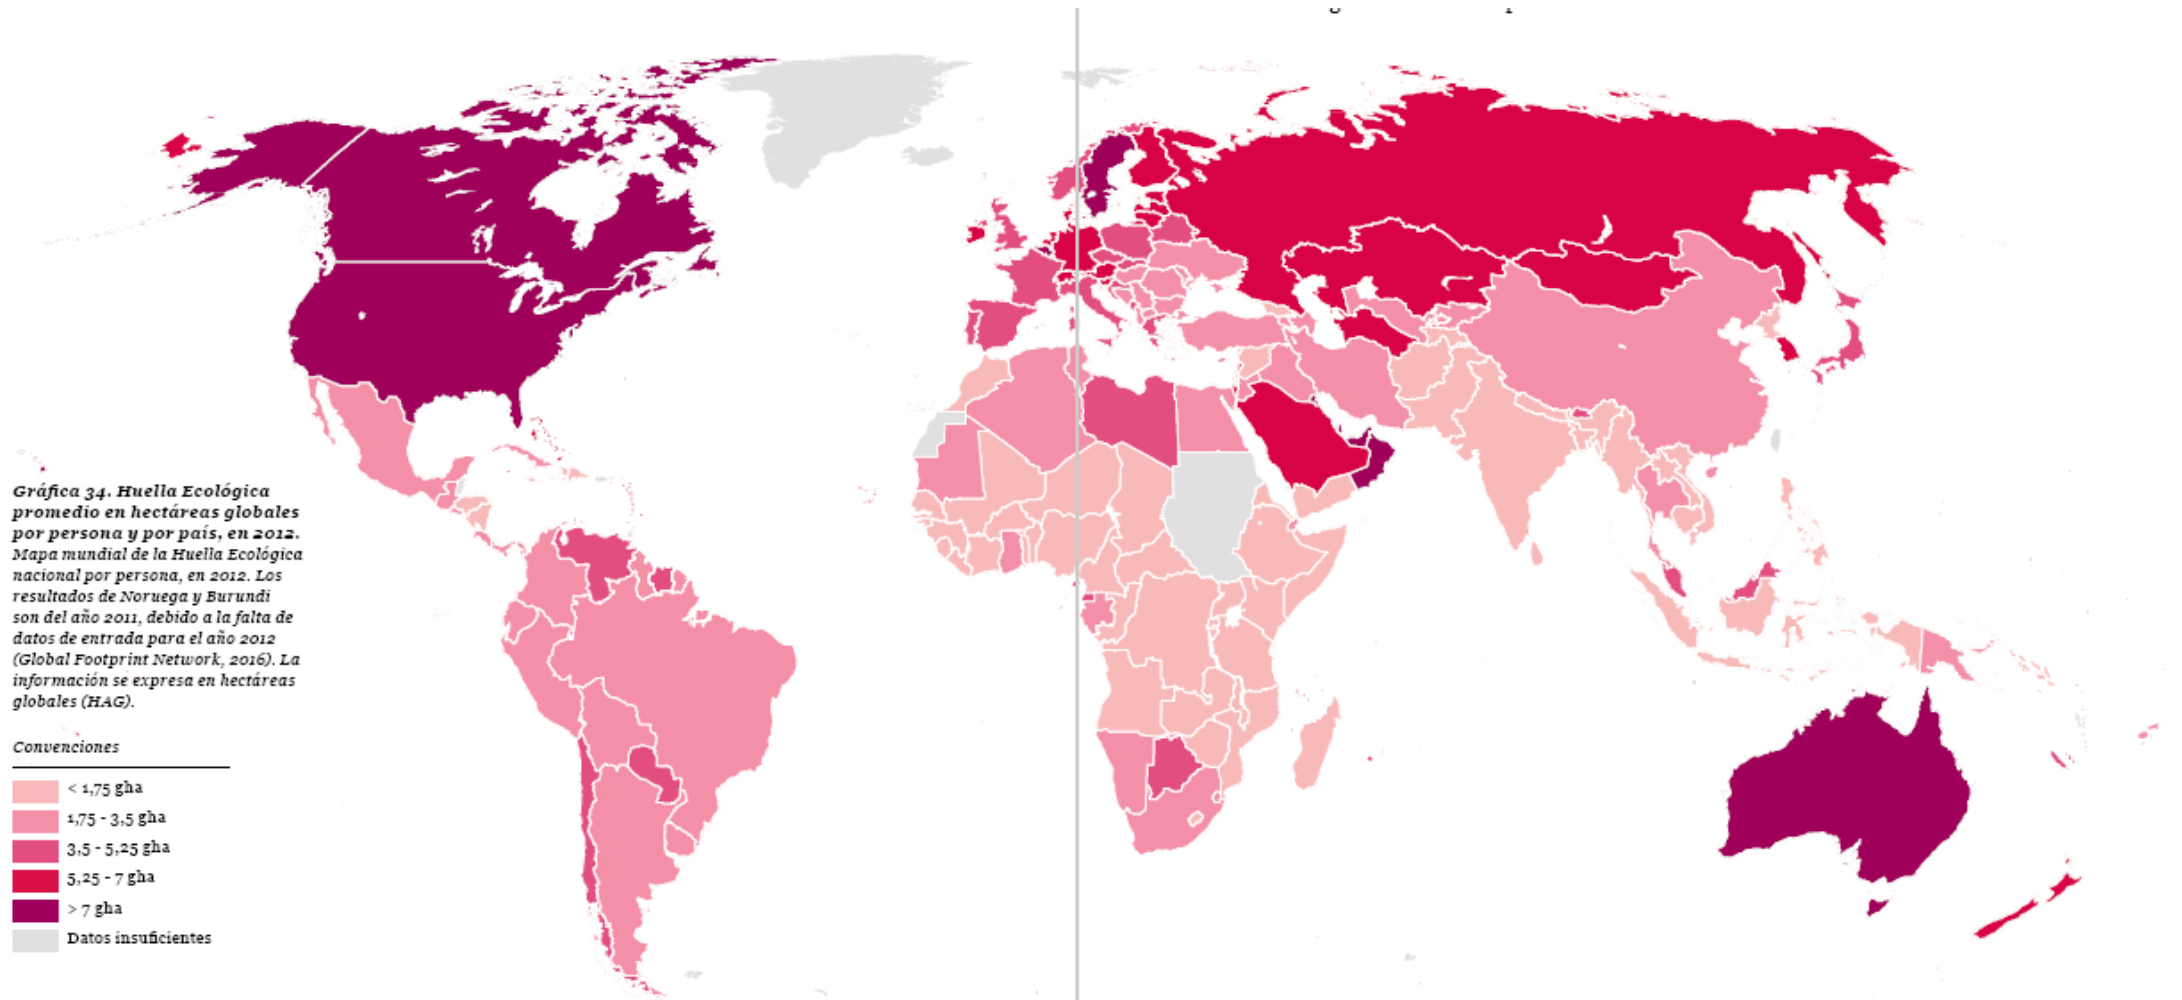 Gráfica 34. Huella Ecológica
promedio en hectáreas globales
por persona y por país, en 2012.
Mapa mundial de la Huella Ecológica
nacional por persona, en 2012. Los
resultados de Noruega y Burundi
son del año 2011, debido a la falta de
datos de entrada para el año 2012
(Global Footprint Network, 2016). La
información se expresa en hectáreas
globales (HAG).
Convenciones
< 1,75 gha
1,75 - 3,5 gha
3,5 - 5,25 gha
5,25 - 7 gha
> 7 gha
Datos insuficientes